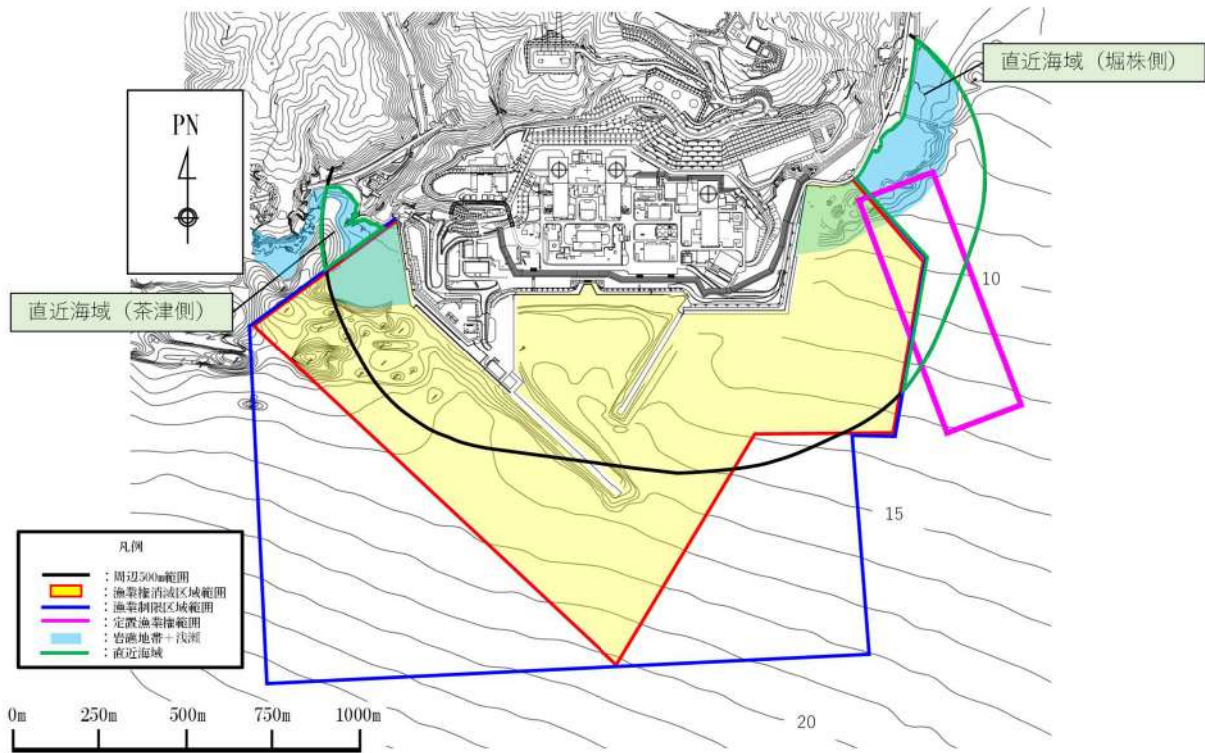 直近海域（堀株側）
PN
10
直近海域（茶津側）
15
凡例
：周辺500m範囲
：漁業権消滅区域範囲
：漁業制限区域範囲
：定置漁業権範囲
：岩礁地帯＋浅瀬
：直近海域
20
0m 250m 500m 750m 1000m